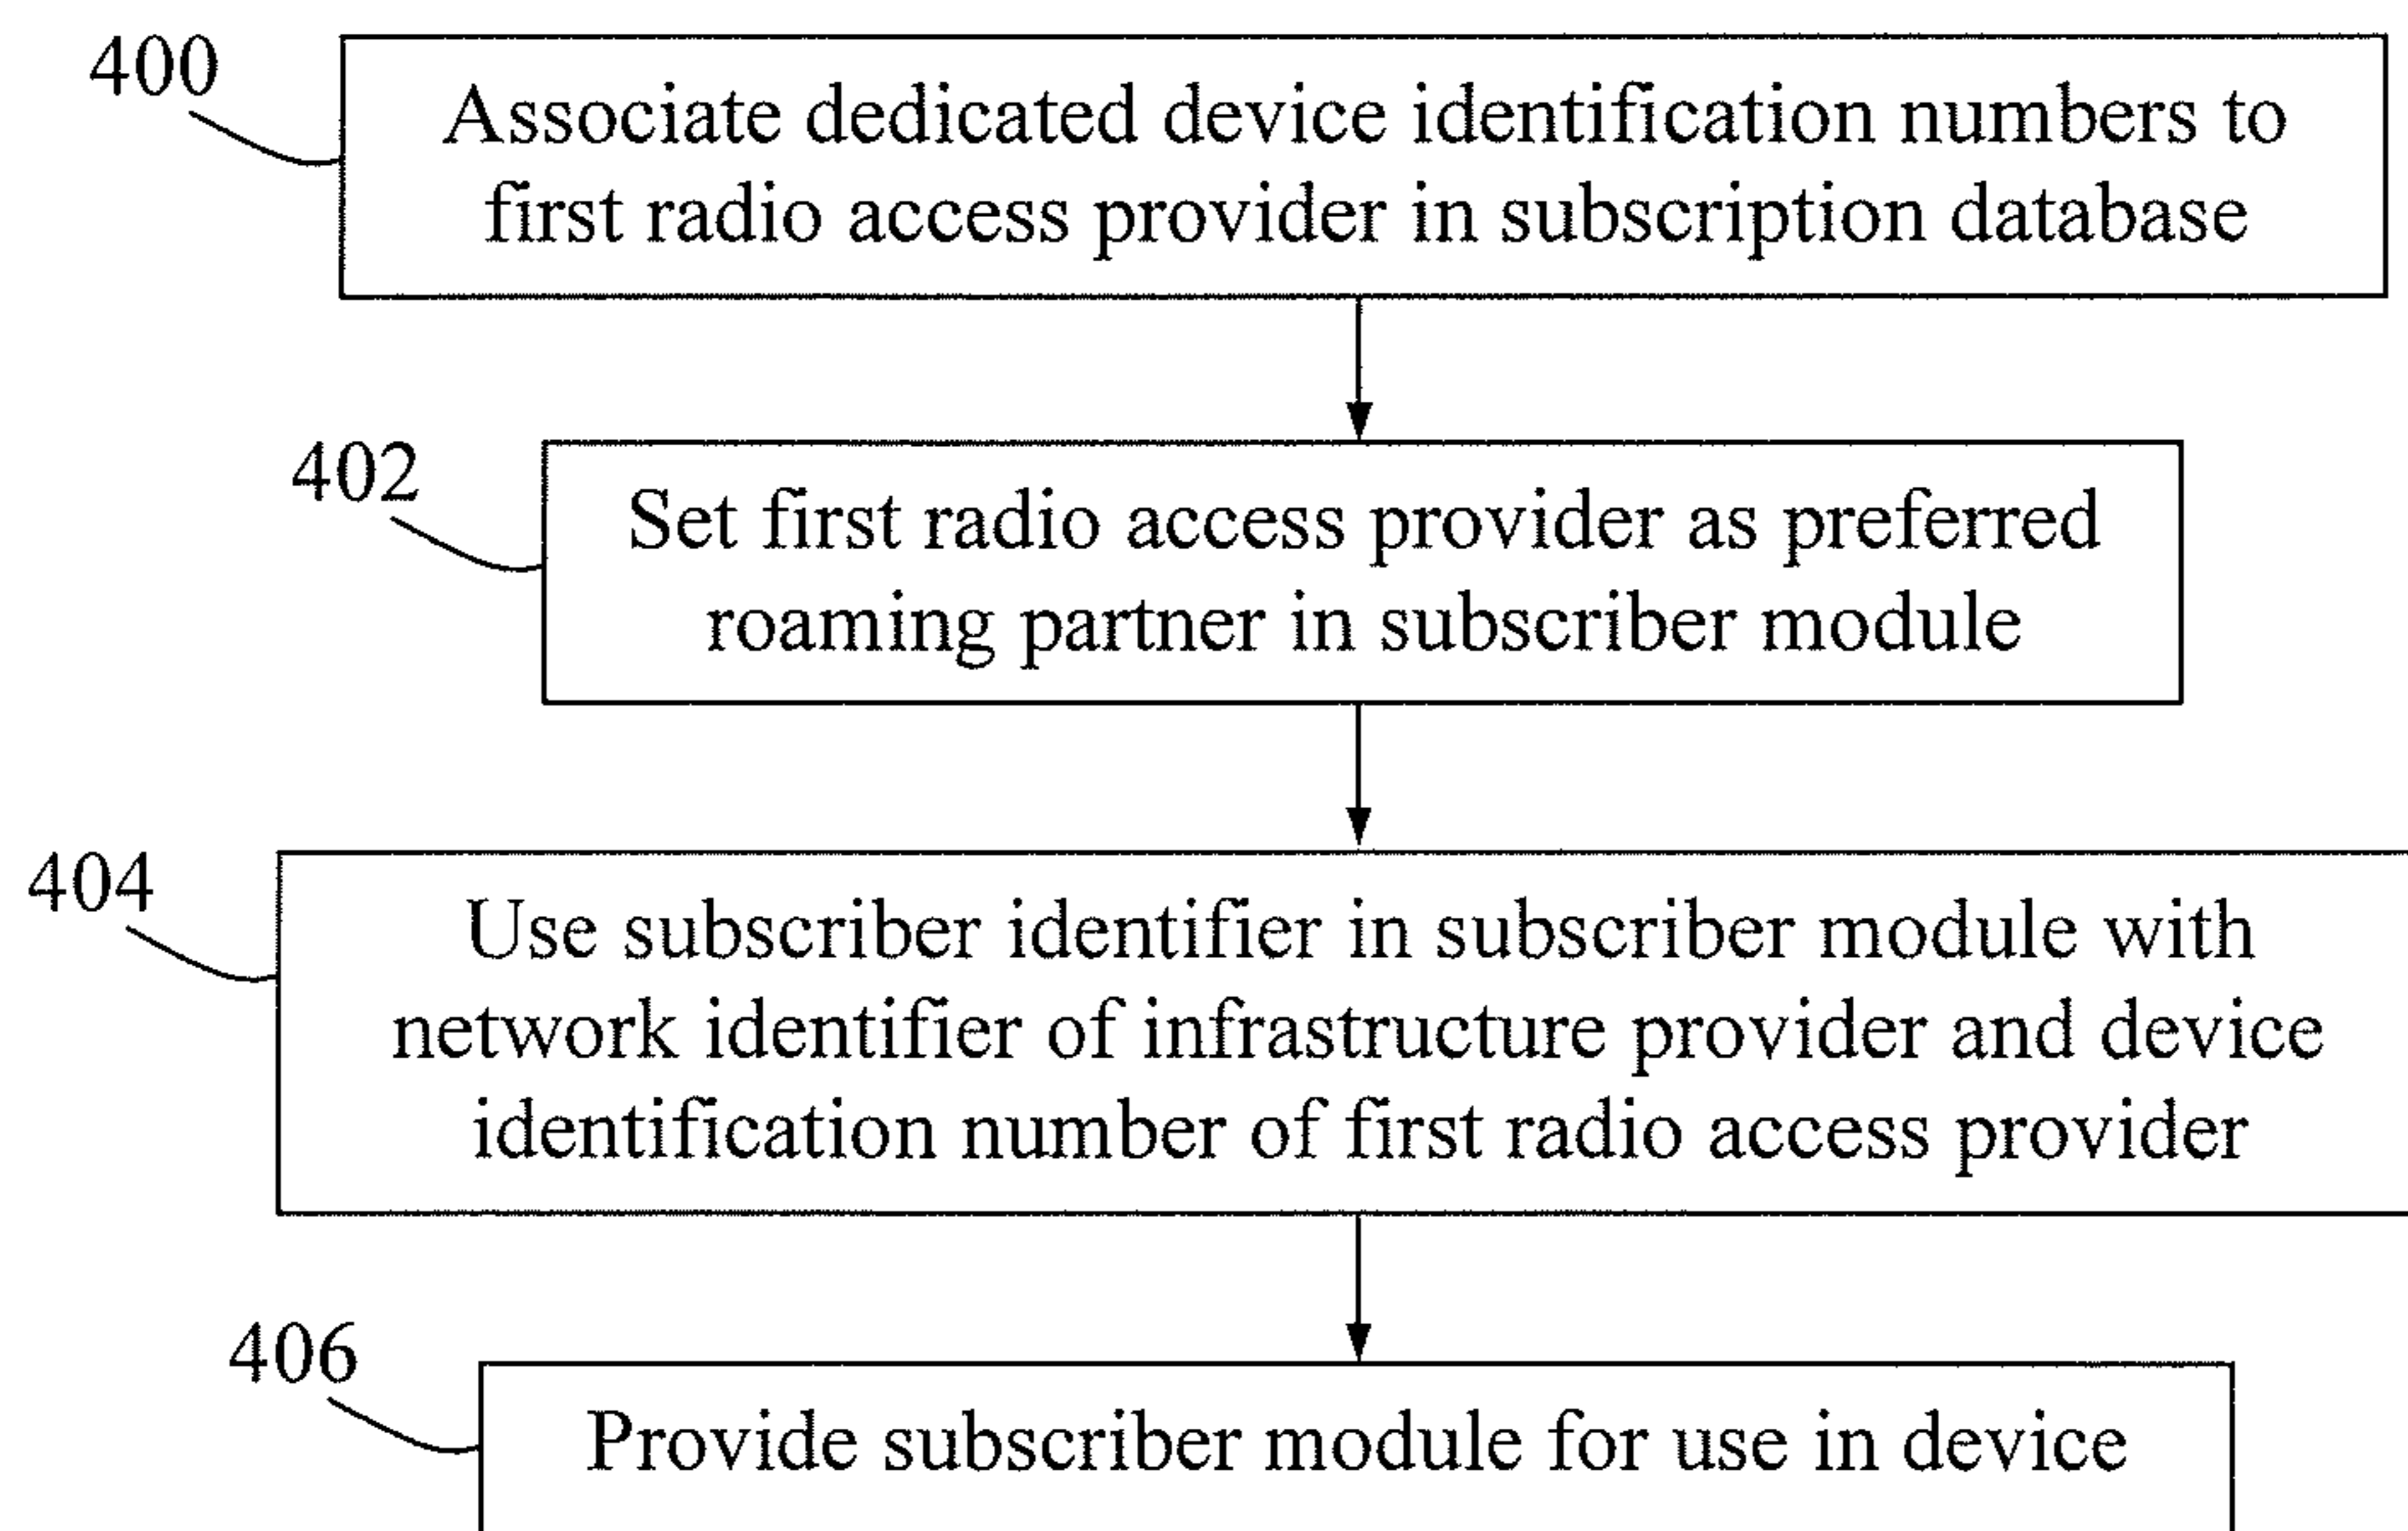 400
Associate dedicated device identification numbers to
first radio access provider in subscription database
402
Set first radio access provider as preferred
roaming partner in subscriber module
404
Use subscriber identifier in subscriber module with
network identifier of infrastructure provider and device
identification number of first radio access provider
406
Provide subscriber module for use in device